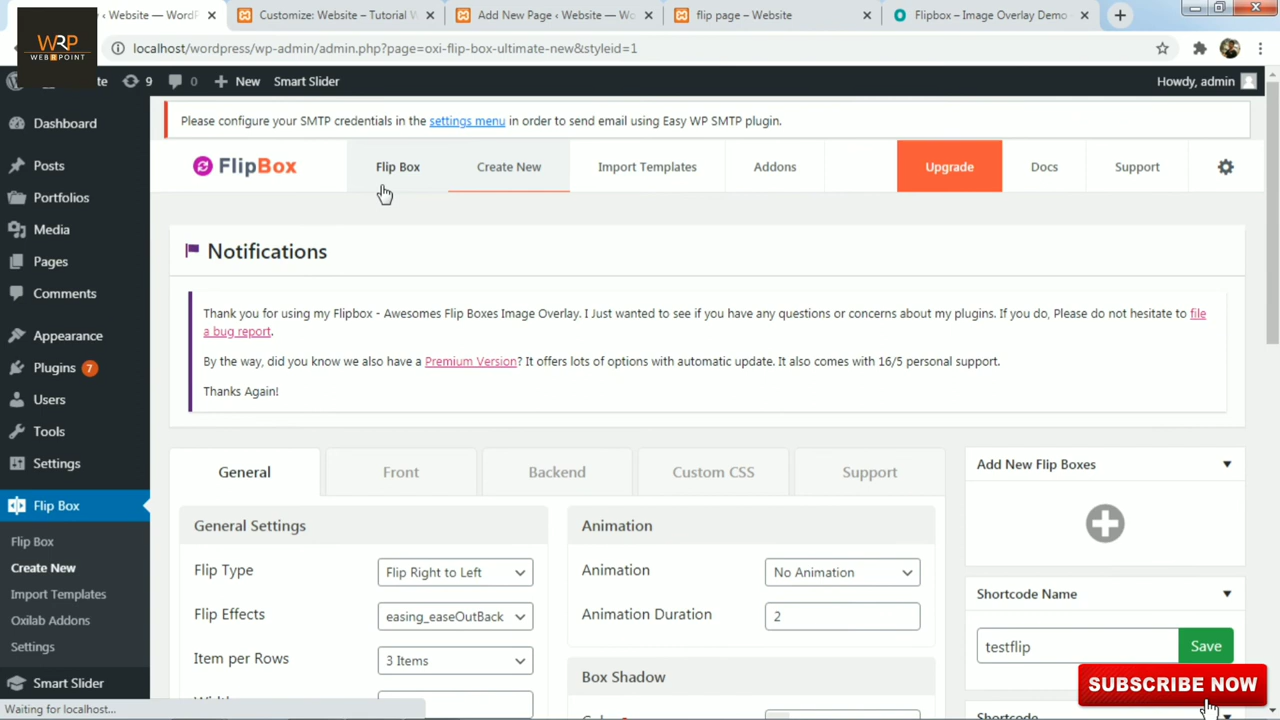 ‹ Website — WordP
Customize: Website – Tutorial W
Add New Page ‹ Website — Wo
flip page – Website
Flipbox – Image Overlay Demo
localhost/wordpress/wp-admin/admin.php?page=oxi-flip-box-ultimate-new&styleid=1
WRP
WEB POINT
te
9
0
New
Smart Slider
Howdy, admin
Please configure your SMTP credentials in the settings menu in order to send email using Easy WP SMTP plugin.
FlipBox
Flip Box
Create New
Import Templates
Addons
Upgrade
Docs
Support
Dashboard
Posts
Portfolios
Media
Pages
Comments
Appearance
Plugins 7
Users
Tools
Settings
Flip Box
Flip Box
Create New
Import Templates
Oxilab Addons
Settings
Smart Slider
Notifications
Thank you for using my Flipbox - Awesomes Flip Boxes Image Overlay. I Just wanted to see if you have any questions or concerns about my plugins. If you do, Please do not hesitate to file
a bug report.
By the way, did you know we also have a Premium Version? It offers lots of options with automatic update. It also comes with 16/5 personal support.
Thanks Again!
General
Front
Backend
Custom CSS
Support
General Settings
Flip Type
Flip Right to Left
Flip Effects
easing_easeOutBack
Item per Rows
3 Items
Width
Animation
Animation
No Animation
Animation Duration
2
Box Shadow
Color
Add New Flip Boxes
Shortcode Name
testflip
Save
Shortcode
SUBSCRIBE NOW
Waiting for localhost...